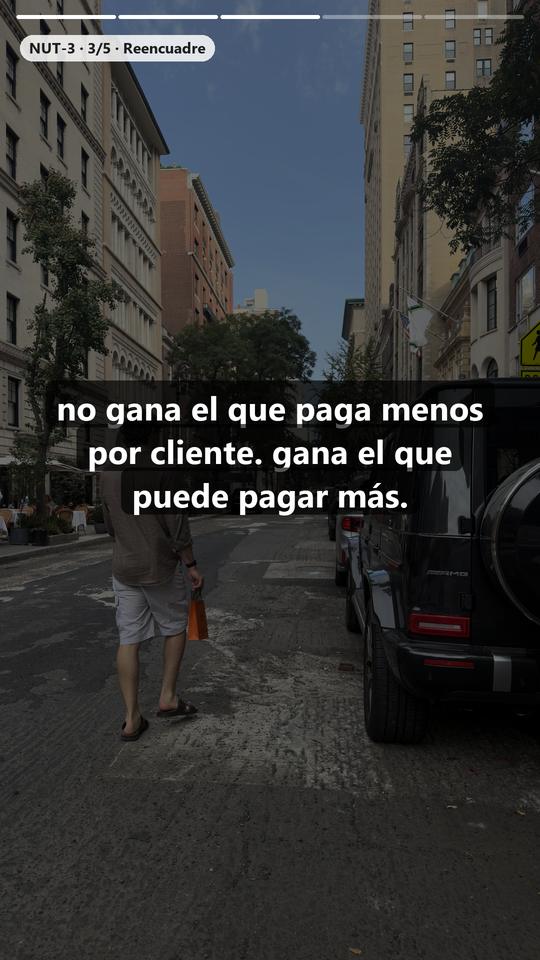 NUT-3 · 3/5 · Reencuadre
no gana el que paga menos
por cliente. gana el que
puede pagar más.
AMG